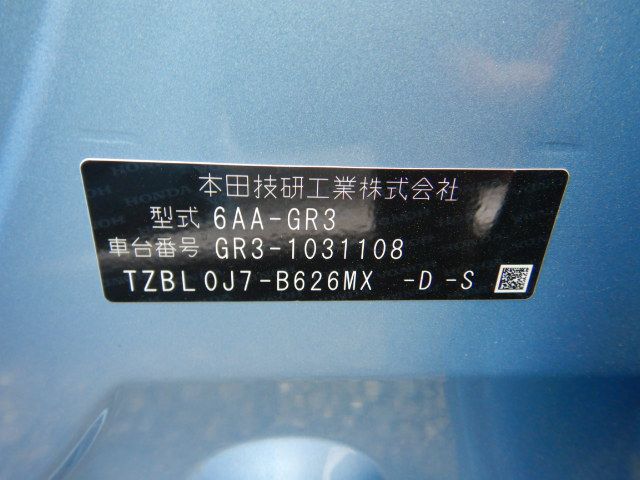 本田技研工業株式会社
型式 6AA-GR3
車台番号 GR3-1031108
TZBL0J7-B626MX -D -S